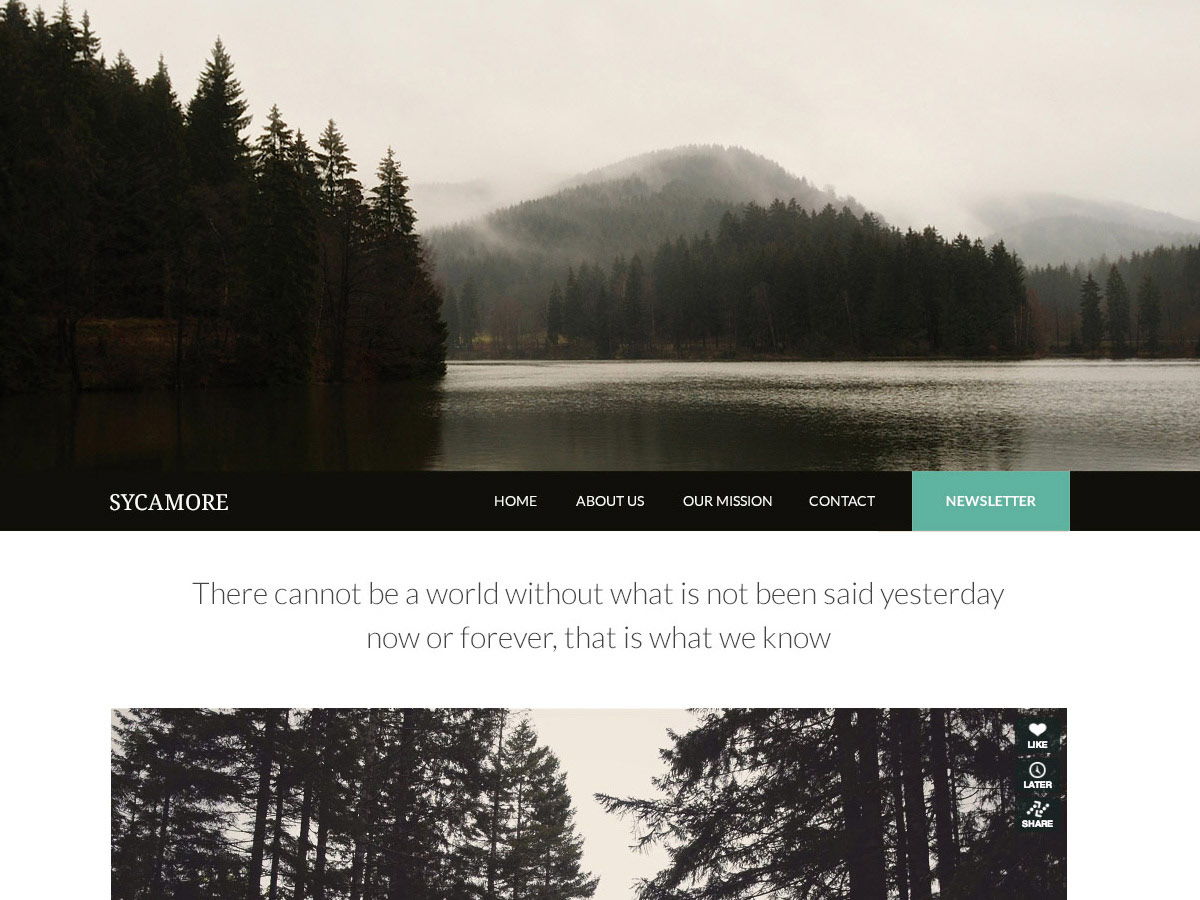 SYCAMORE
HOME
ABOUT US
OUR MISSION
CONTACT
NEWSLETTER
There cannot be a world without what is not been said yesterday
now or forever, that is what we know
LIKE
LATER
SHARE